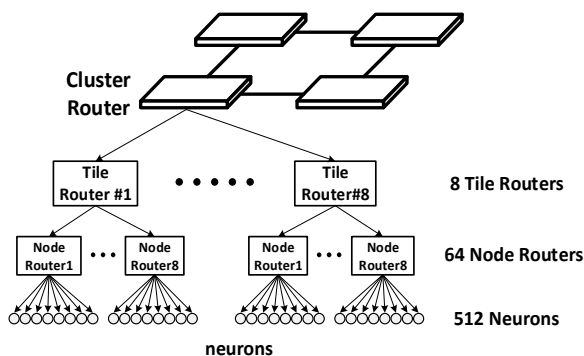 Cluster
Router
Tile
Router #1
Tile
Router#8
8 Tile Routers
Node
Router1
Node
Router8
Node
Router1
Node
Router8
64 Node Routers
512 Neurons
neurons